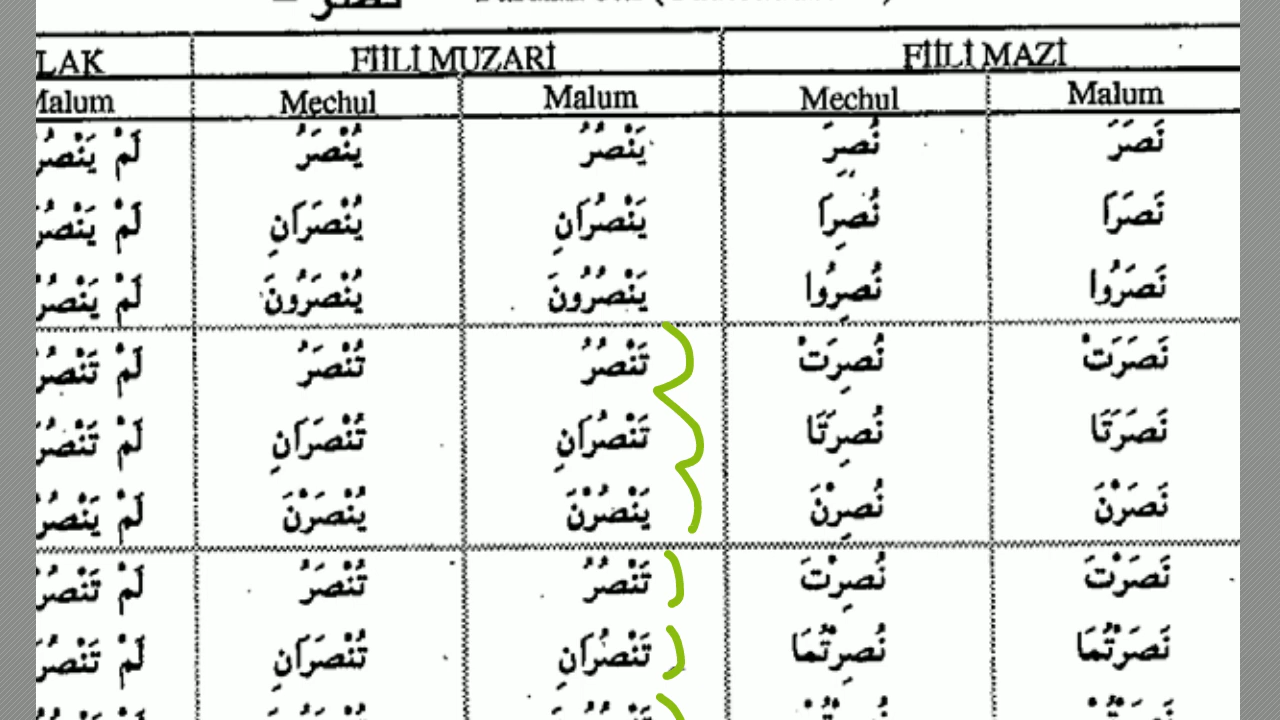 FİİLİ MAZİ FİİLİ MUZARİ LAK
Malum Mechul Malum Mechul Malum
نَصَرَ نُصِرَ يَنْصُرُ يُنْصَرُ لَمْ يَنْصُرْ
نَصَرَا نُصِرَا يَنْصُرَانِ يُنْصَرَانِ لَمْ يَنْصُرَ
نَصَرُوا نُصِرُوا يَنْصُرُونَ يُنْصَرُونَ لَمْ يَنْصُرُ
نَصَرَتْ نُصِرَتْ تَنْصُرُ تُنْصَرُ لَمْ تَنْصُرْ
نَصَرَتَا نُصِرَتَا تَنْصُرَانِ تُنْصَرَانِ لَمْ تَنْصُرَ
نَصَرْنَ نُصِرْنَ يَنْصُرْنَ يُنْصَرْنَ لَمْ يَنْصُرْ
نَصَرْتَ نُصِرْتَ تَنْصُرُ تُنْصَرُ لَمْ تَنْصُرْ
نَصَرْتُمَا نُصِرْتُمَا تَنْصُرَانِ تُنْصَرَانِ لَمْ تَنْصُرَ